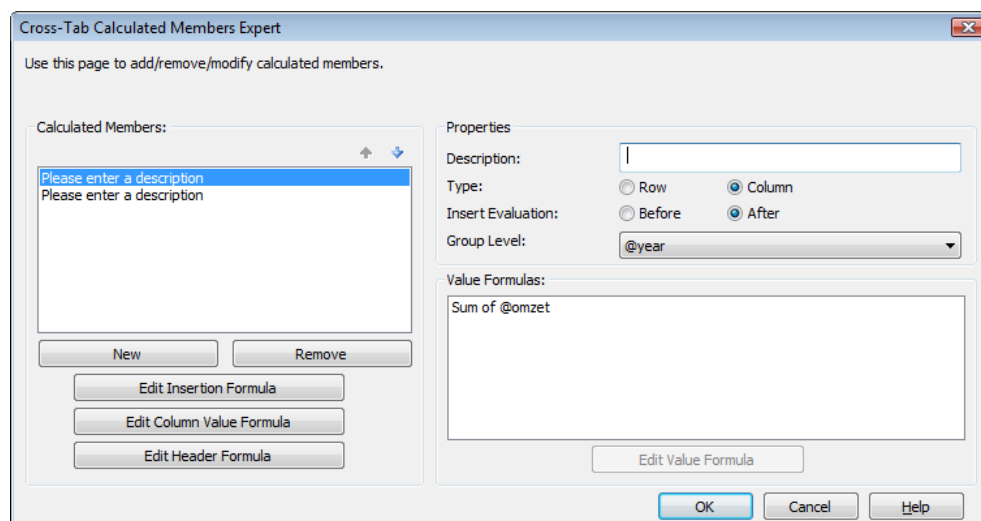 Cross-Tab Calculated Members Expert
Use this page to add/remove/modify calculated members.
Calculated Members:
Please enter a description
Please enter a description
New Remove
Edit Insertion Formula
Edit Column Value Formula
Edit Header Formula
Properties
Description:
Type: Row Column
Insert Evaluation: Before After
Group Level: @year
Value Formulas:
Sum of @omzet
Edit Value Formula
OK Cancel Help